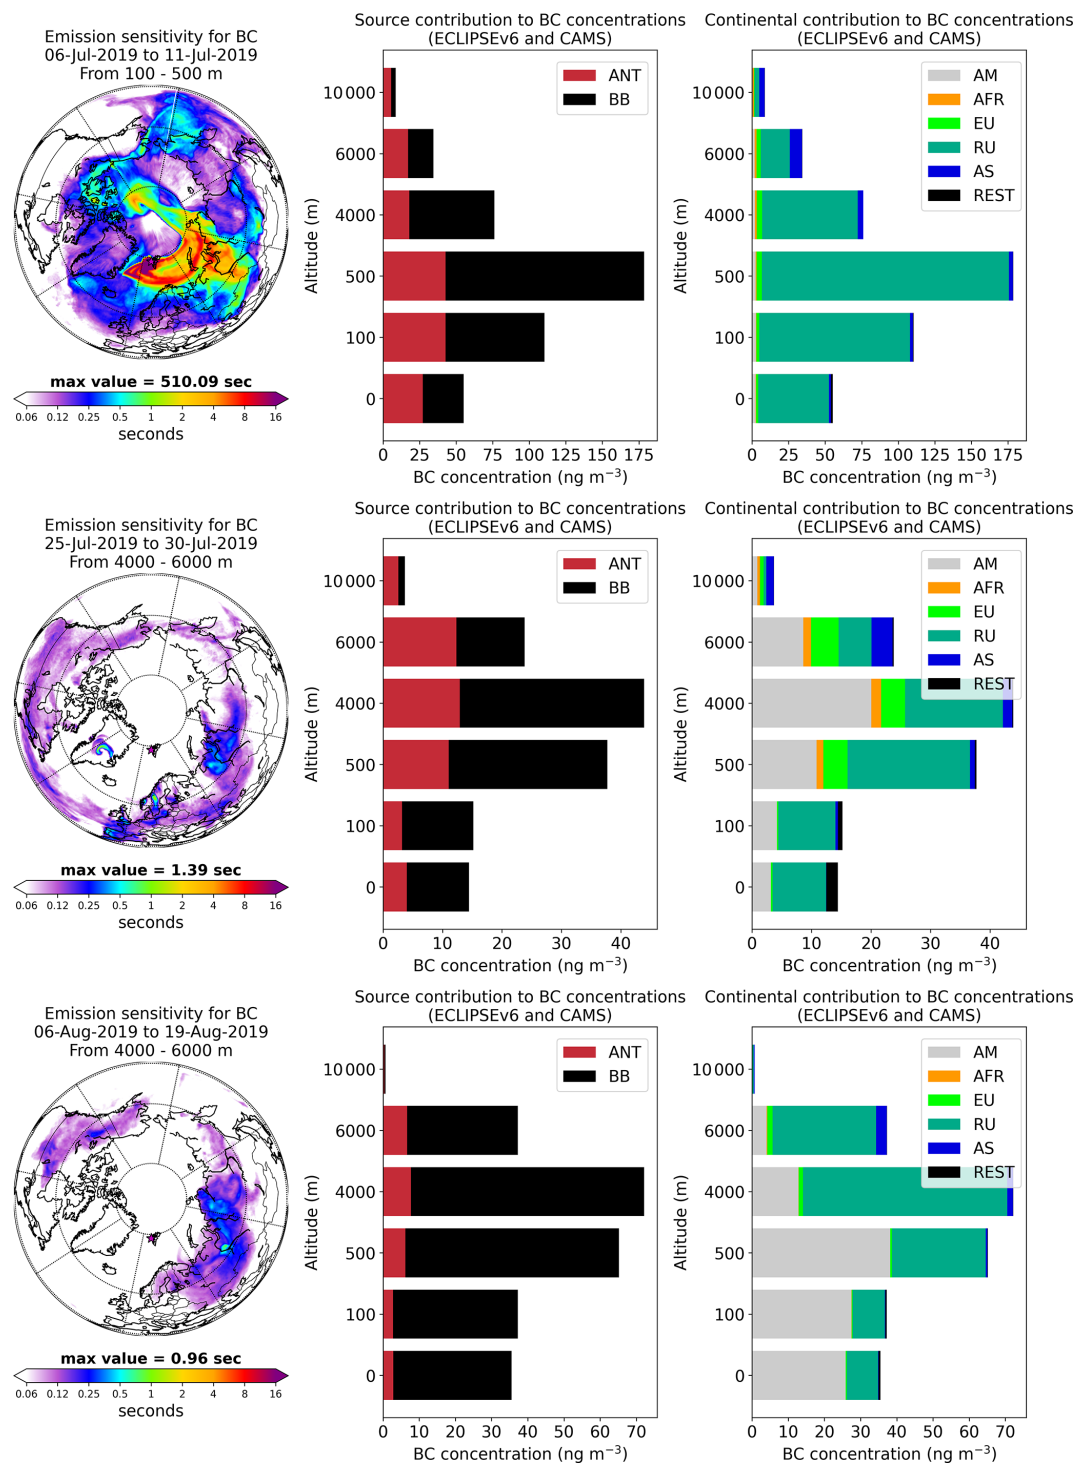 Emission sensitivity for BC
06-Jul-2019 to 11-Jul-2019
From 100 - 500 m
max value = 510.09 sec
0.06 0.12 0.25 0.5 1 2 4 8 16
seconds
Source contribution to BC concentrations
(ECLIPSEv6 and CAMS)
ANT
BB
Altitude (m)
10000
6000
4000
500
100
0
0 25 50 75 100 125 150 175
BC concentration (ng m⁻³)
Continental contribution to BC concentrations
(ECLIPSEv6 and CAMS)
AM
AFR
EU
RU
AS
REST
Altitude (m)
10000
6000
4000
500
100
0
0 25 50 75 100 125 150 175
BC concentration (ng m⁻³)
Emission sensitivity for BC
25-Jul-2019 to 30-Jul-2019
From 4000 - 6000 m
max value = 1.39 sec
0.06 0.12 0.25 0.5 1 2 4 8 16
seconds
Source contribution to BC concentrations
(ECLIPSEv6 and CAMS)
ANT
BB
Altitude (m)
10000
6000
4000
500
100
0
0 10 20 30 40
BC concentration (ng m⁻³)
Continental contribution to BC concentrations
(ECLIPSEv6 and CAMS)
AM
AFR
EU
RU
AS
REST
Altitude (m)
10000
6000
4000
500
100
0
0 10 20 30 40
BC concentration (ng m⁻³)
Emission sensitivity for BC
06-Aug-2019 to 19-Aug-2019
From 4000 - 6000 m
max value = 0.96 sec
0.06 0.12 0.25 0.5 1 2 4 8 16
seconds
Source contribution to BC concentrations
(ECLIPSEv6 and CAMS)
ANT
BB
Altitude (m)
10000
6000
4000
500
100
0
0 10 20 30 40 50 60 70
BC concentration (ng m⁻³)
Continental contribution to BC concentrations
(ECLIPSEv6 and CAMS)
AM
AFR
EU
RU
AS
REST
Altitude (m)
10000
6000
4000
500
100
0
0 10 20 30 40 50 60 70
BC concentration (ng m⁻³)